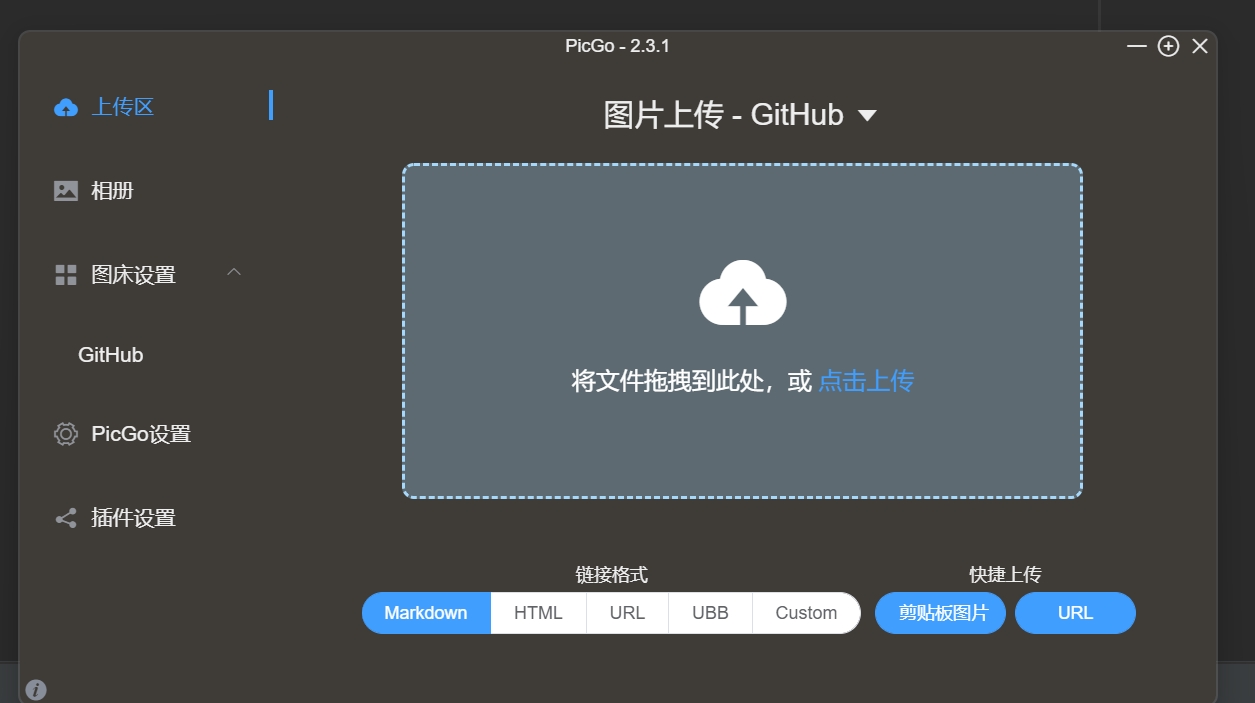 PicGo - 2.3.1
上传区
相册
图床设置
GitHub
PicGo设置
插件设置
图片上传 - GitHub
将文件拖拽到此处，或 点击上传
链接格式
Markdown HTML URL UBB Custom
快捷上传
剪贴板图片 URL
i